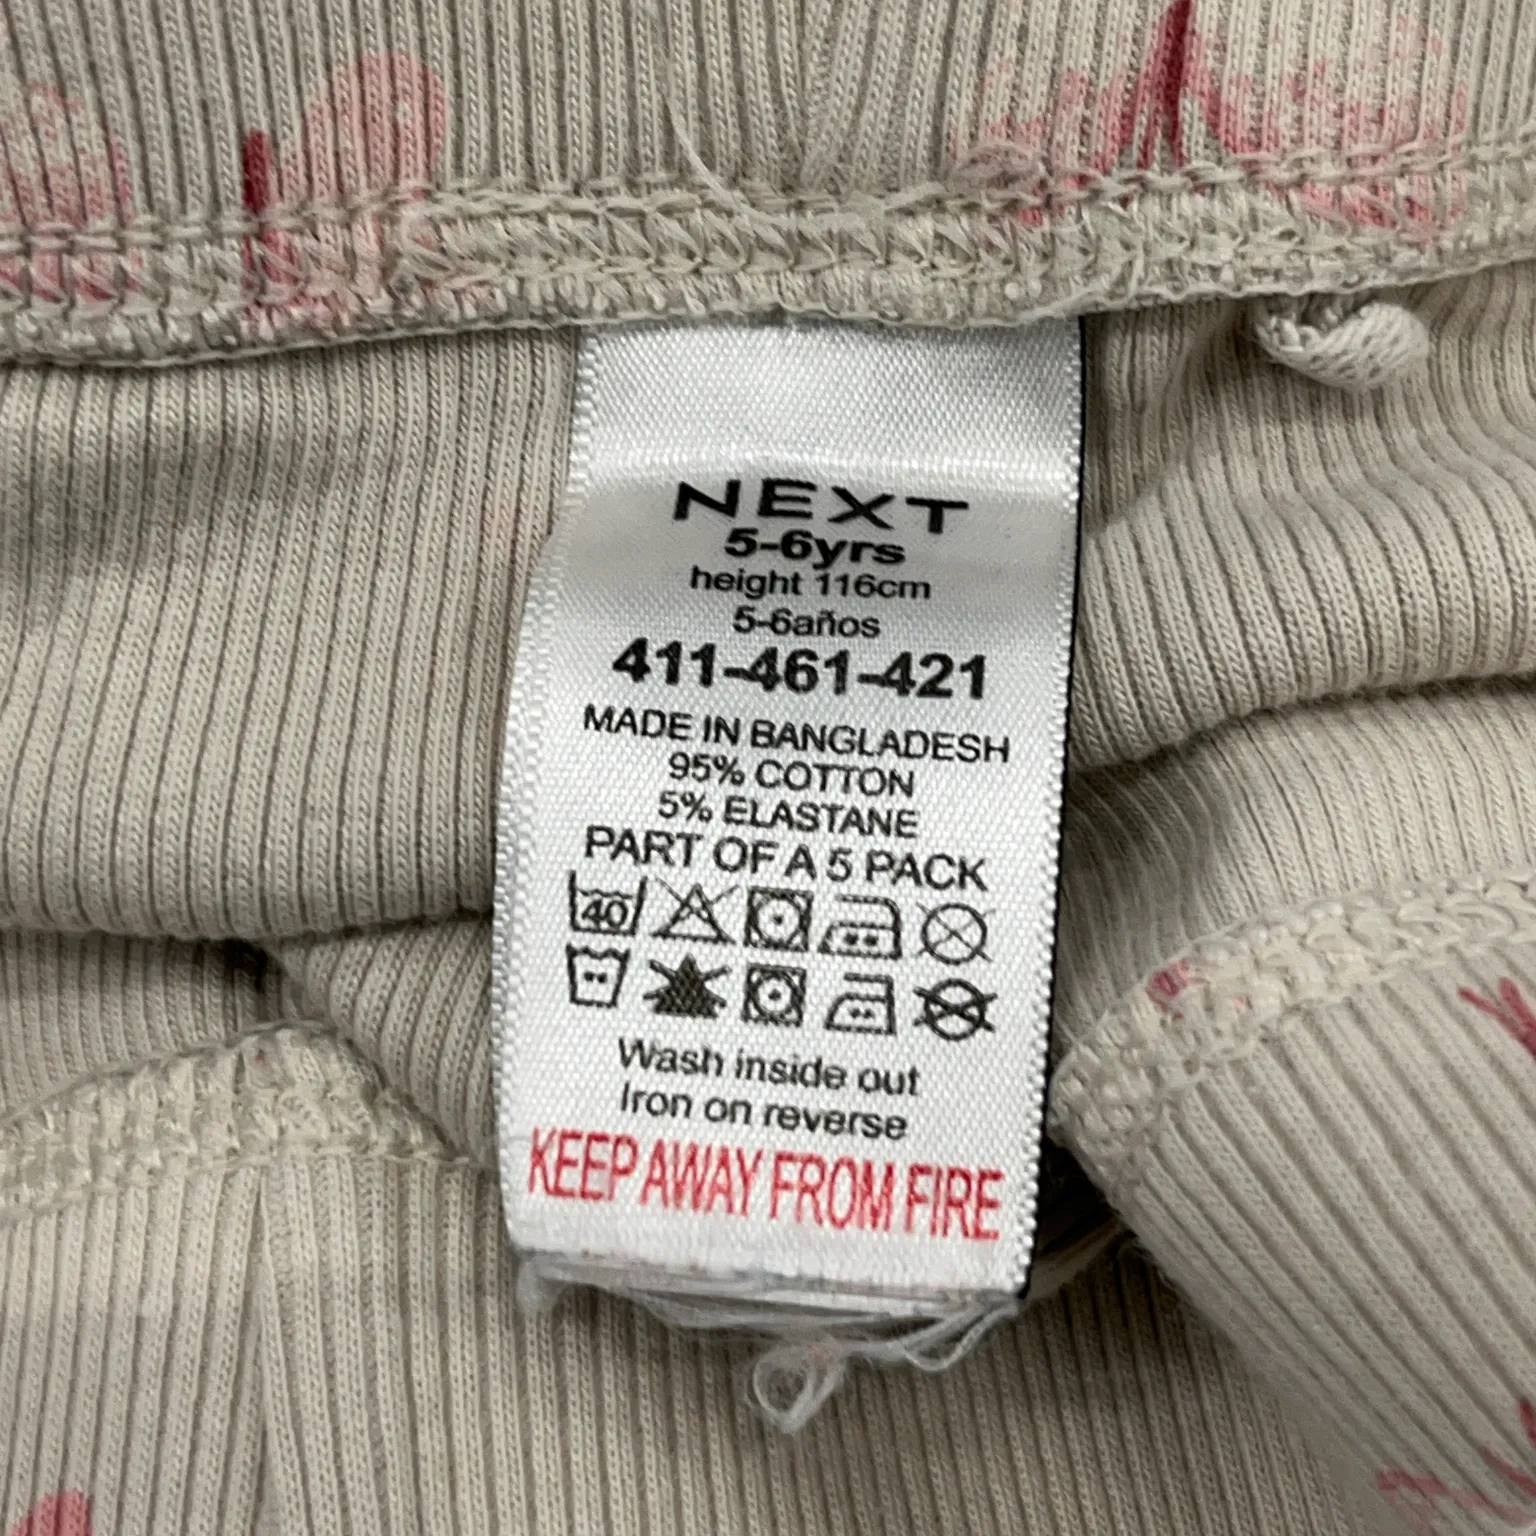 NEXT
5-6yrs
height 116cm
5-6años
411-461-421
MADE IN BANGLADESH
95% COTTON
5% ELASTANE
PART OF A 5 PACK
40
Wash inside out
Iron on reverse
KEEP AWAY FROM FIRE